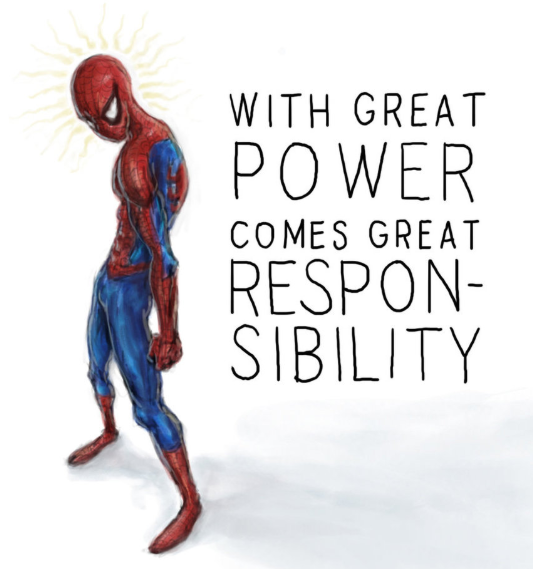 WITH GREAT
POWER
COMES GREAT
RESPON-
SIBILITY